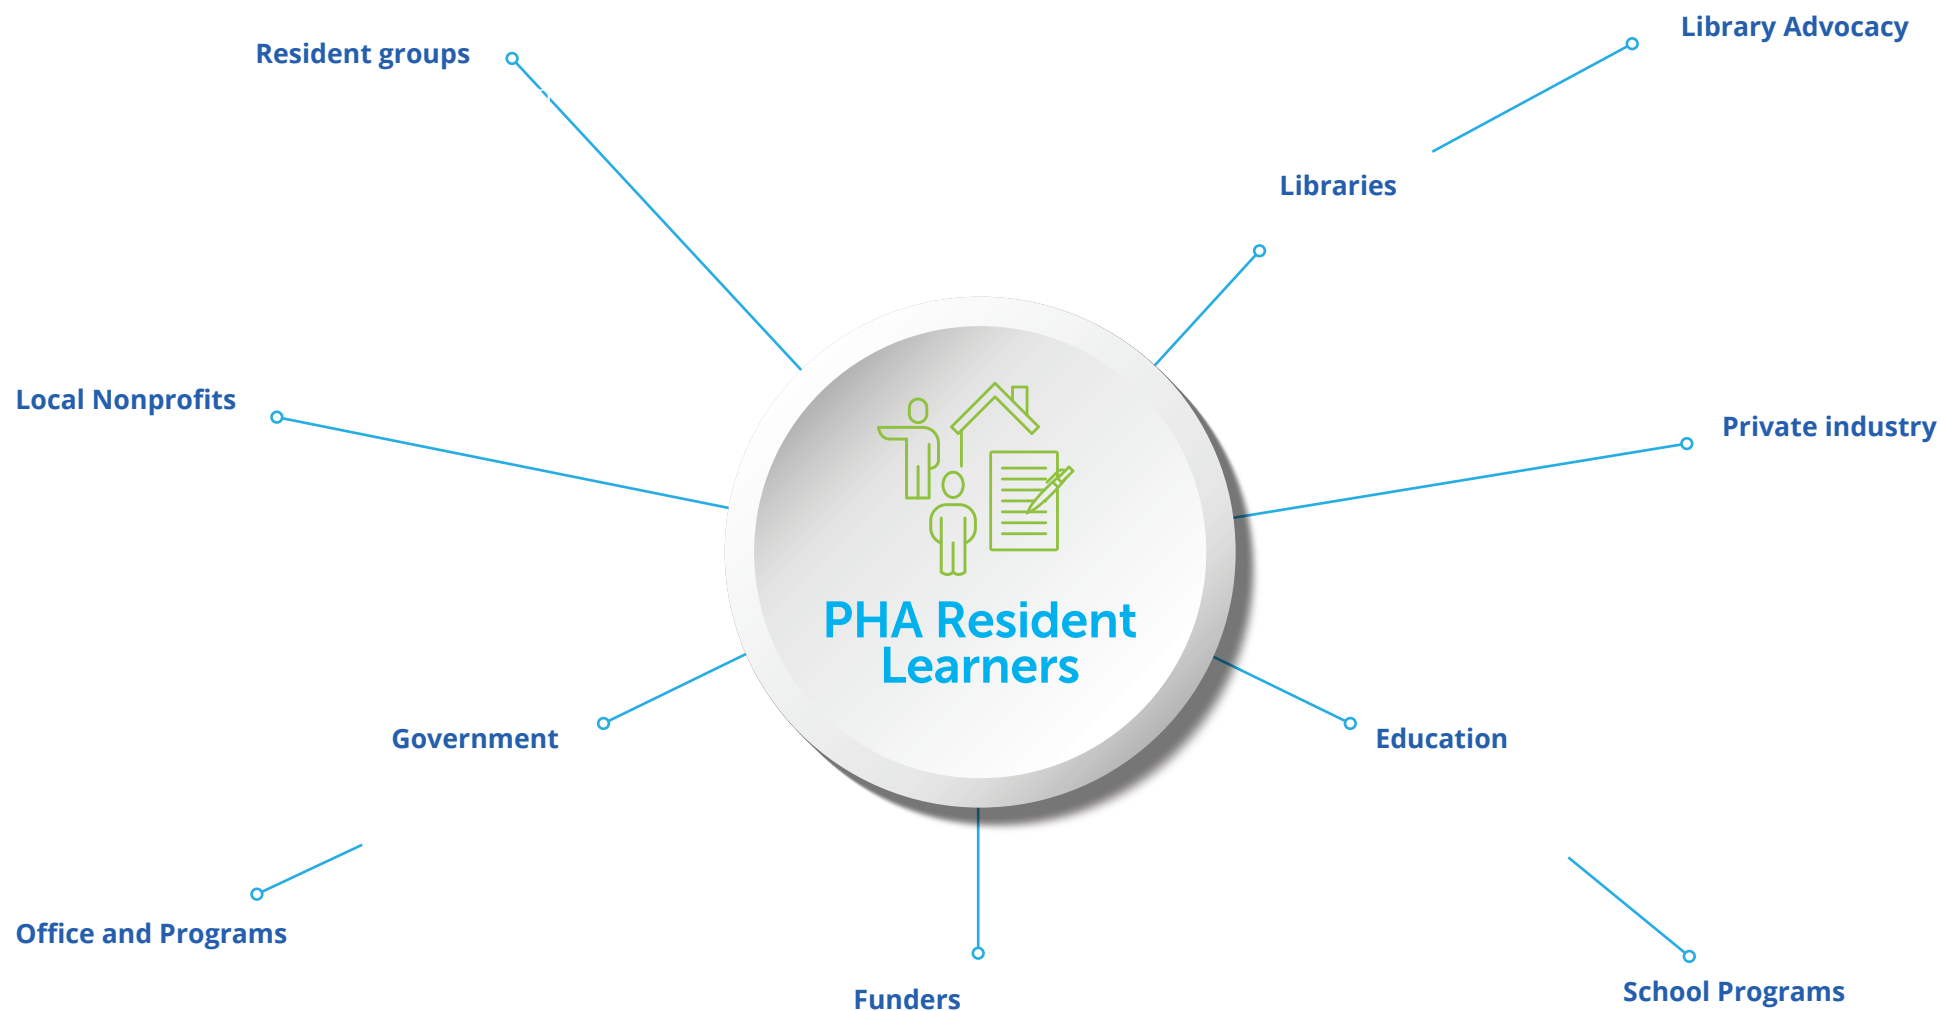 Library Advocacy
Resident groups
Libraries
Local Nonprofits
Private industry
PHA Resident
Learners
Government
Education
Office and Programs
Funders
School Programs